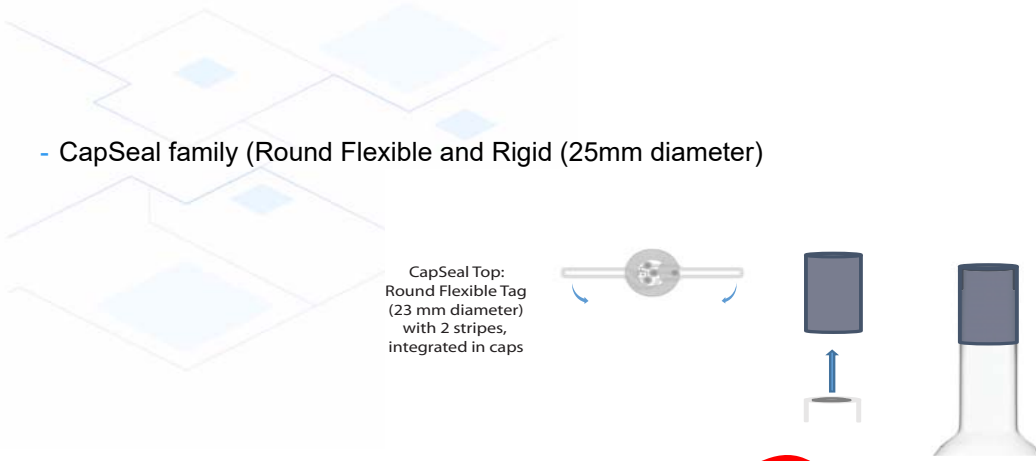 - CapSeal family (Round Flexible and Rigid (25mm diameter)
CapSeal Top:
Round Flexible Tag
(23 mm diameter)
with 2 stripes,
integrated in caps